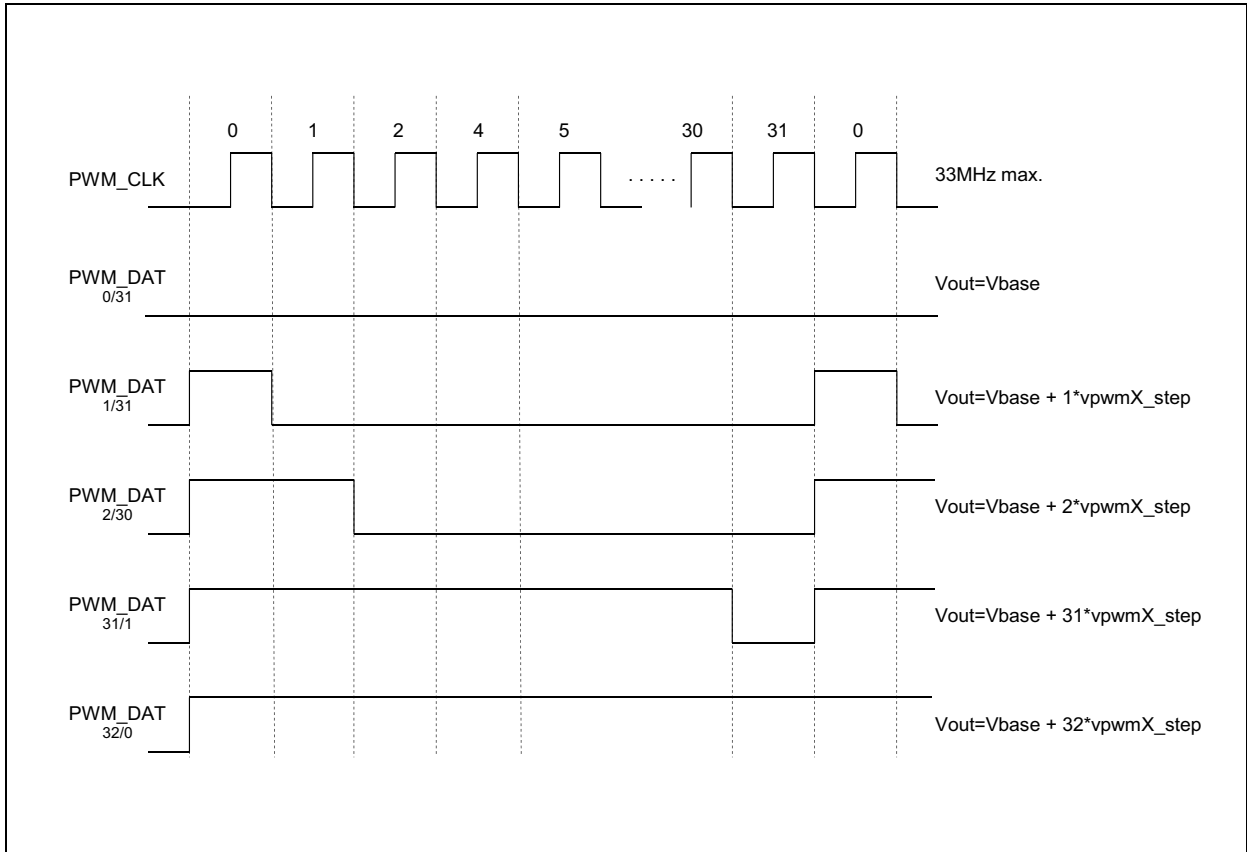 0 1 2 4 5 30 31 0
PWM_CLK ..... 33MHz max.
PWM_DAT
0/31
Vout=Vbase
PWM_DAT
1/31
Vout=Vbase + 1*vpwmX_step
PWM_DAT
2/30
Vout=Vbase + 2*vpwmX_step
PWM_DAT
31/1
Vout=Vbase + 31*vpwmX_step
PWM_DAT
32/0
Vout=Vbase + 32*vpwmX_step